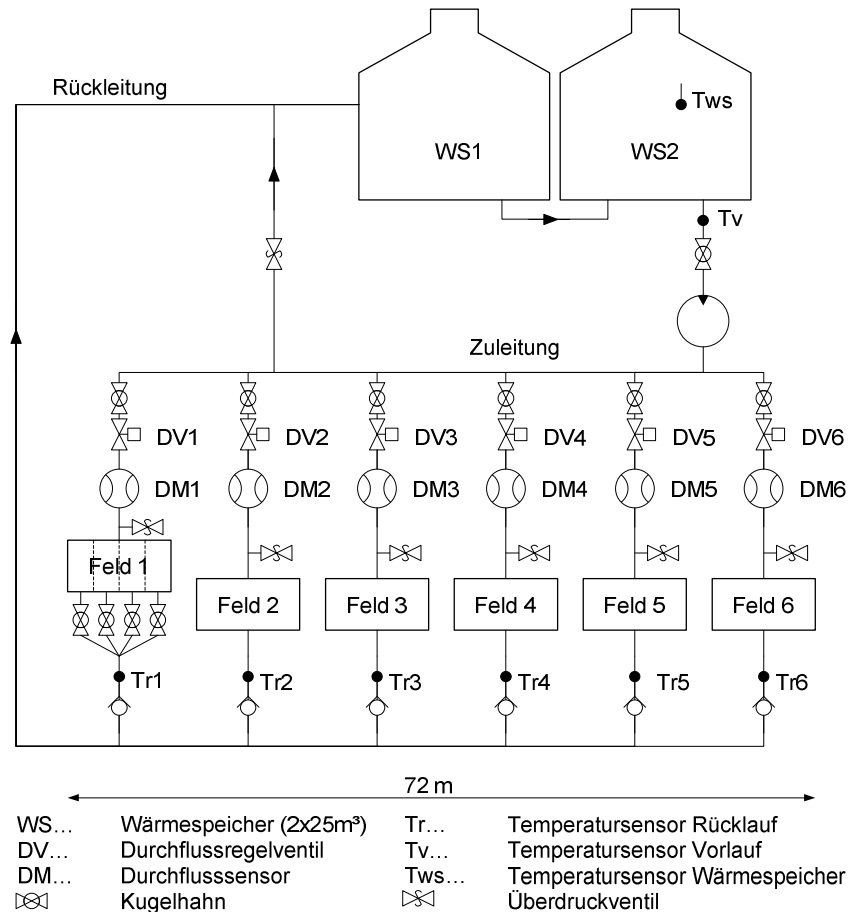 Rückleitung
Tws
WS1 WS2
Tv
Zuleitung
DV1 DV2 DV3 DV4 DV5 DV6
DM1 DM2 DM3 DM4 DM5 DM6
Feld 1
Feld 2 Feld 3 Feld 4 Feld 5 Feld 6
Tr1 Tr2 Tr3 Tr4 Tr5 Tr6
72 m
WS... Wärmespeicher (2x25m³) Tr... Temperatursensor Rücklauf
DV... Durchflussregelventil Tv... Temperatursensor Vorlauf
DM... Durchflusssensor Tws... Temperatursensor Wärmespeicher
Kugelhahn Überdruckventil